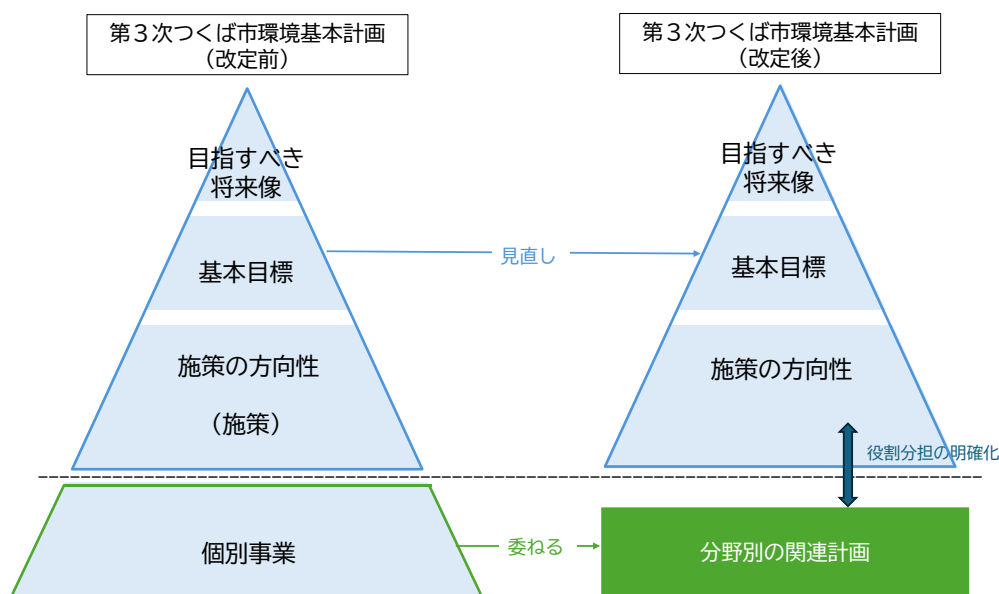 第３次つくば市環境基本計画
（改定前）
目指すべき
将来像
基本目標
施策の方向性
（施策）
個別事業
見直し
委ねる
第３次つくば市環境基本計画
（改定後）
目指すべき
将来像
基本目標
施策の方向性
役割分担の明確化
分野別の関連計画